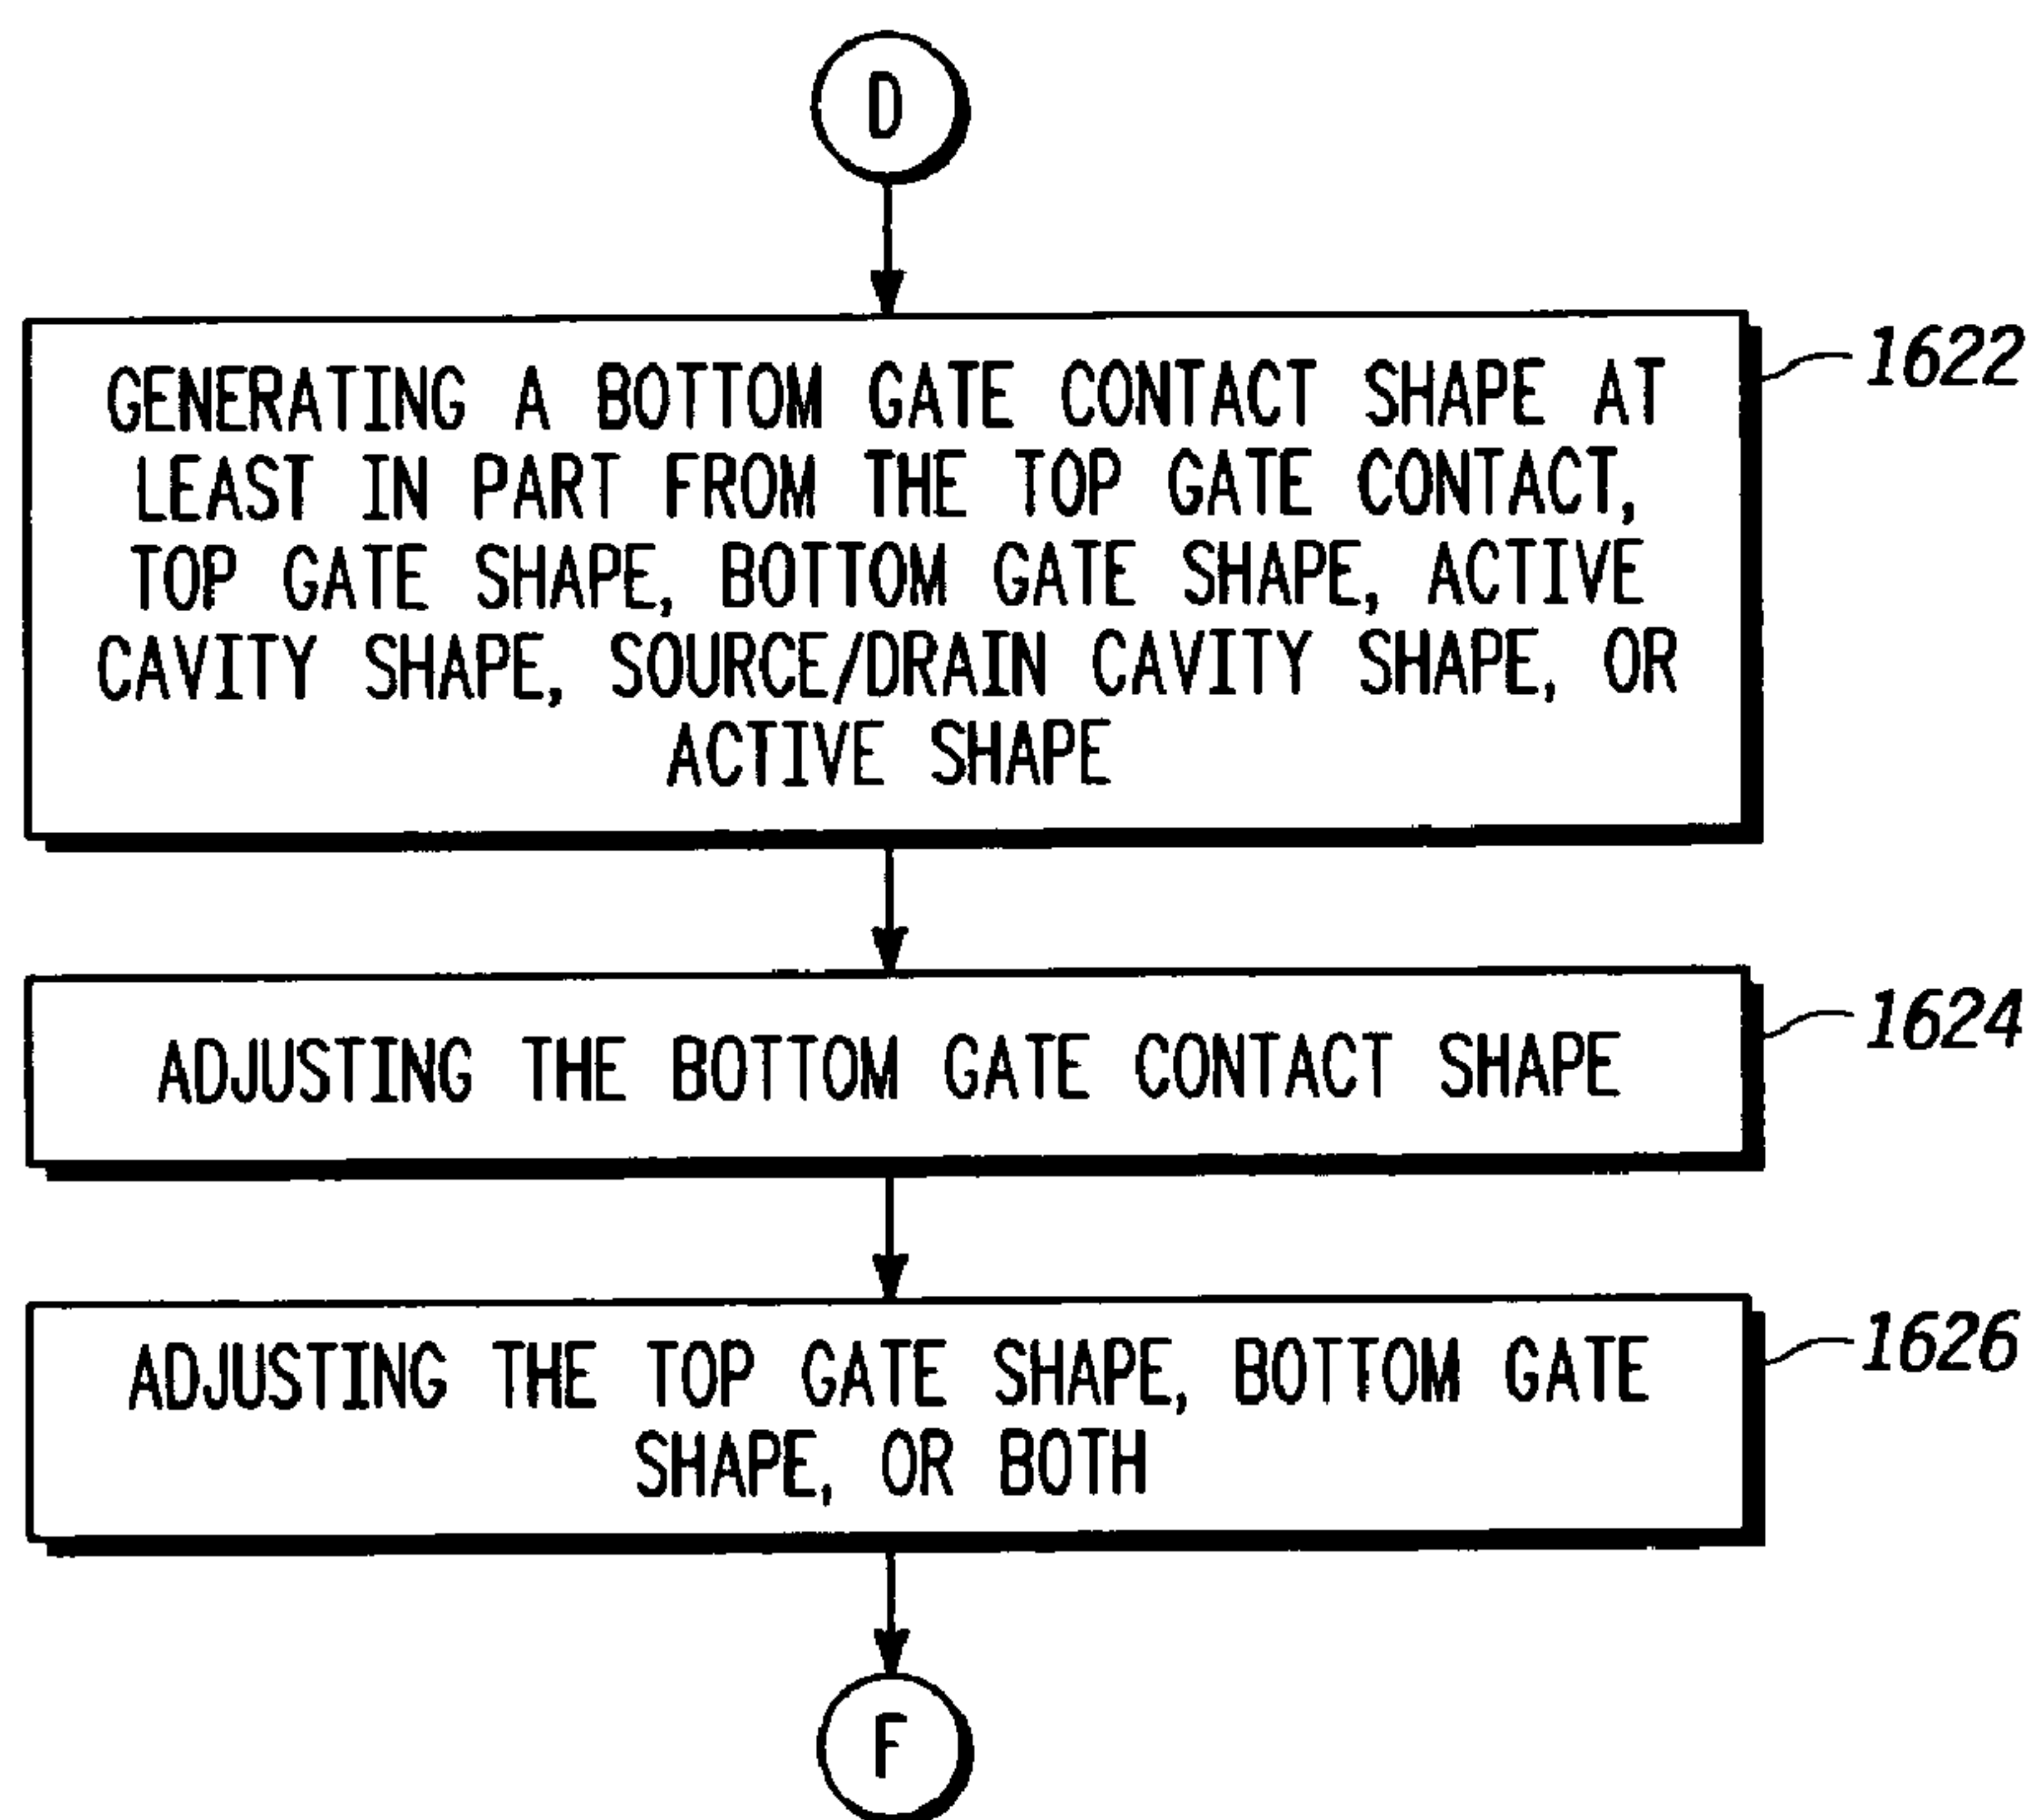 D
GENERATING A BOTTOM GATE CONTACT SHAPE AT
LEAST IN PART FROM THE TOP GATE CONTACT,
TOP GATE SHAPE, BOTTOM GATE SHAPE, ACTIVE
CAVITY SHAPE, SOURCE/DRAIN CAVITY SHAPE, OR
ACTIVE SHAPE
1622
ADJUSTING THE BOTTOM GATE CONTACT SHAPE
1624
ADJUSTING THE TOP GATE SHAPE, BOTTOM GATE
SHAPE, OR BOTH
1626
F